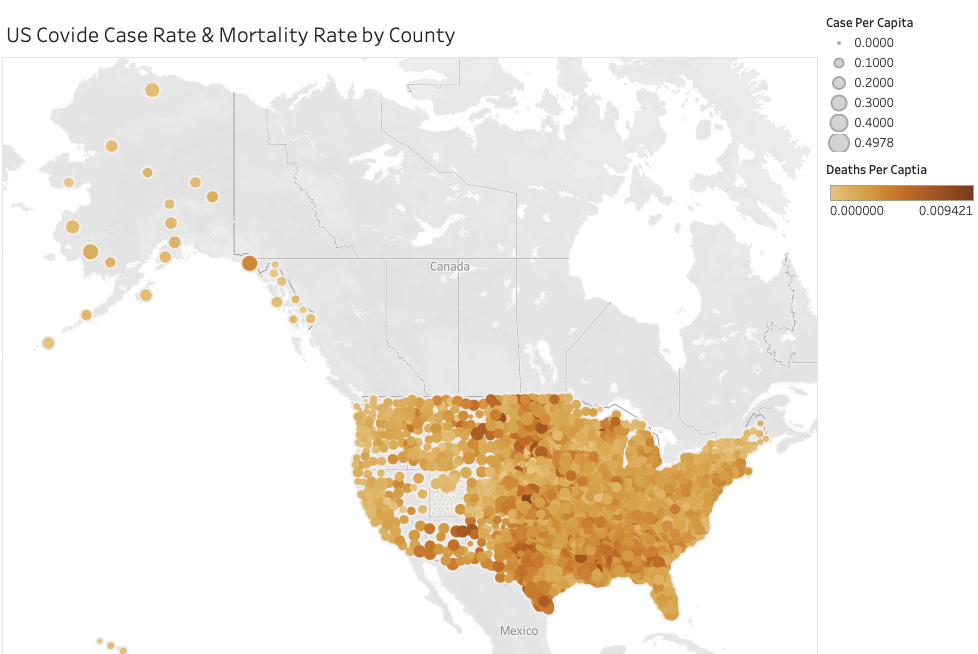 US Covide Case Rate & Mortality Rate by County
Case Per Capita
0.0000
0.1000
0.2000
0.3000
0.4000
0.4978
Deaths Per Captia
0.000000 0.009421
Canada
Mexico